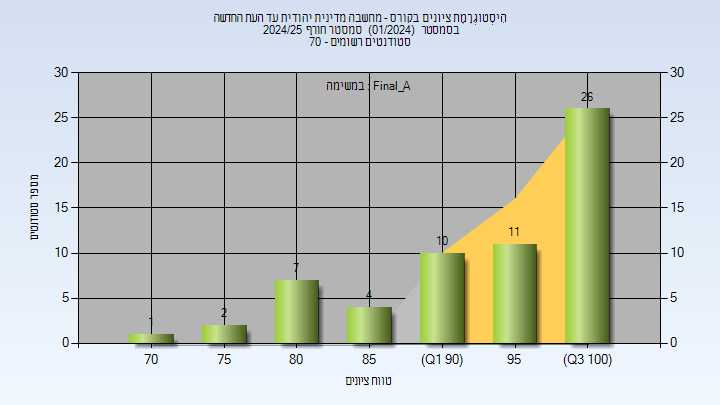 הִיסְטוֹגְרָמַת ציונים בקורס - מחשבה מדינית יהודית עד העת החדשה
בסמסטר (01/2024) סמסטר חורף 2024/25
סטודנטים רשומים - 70
במשימה : Final_A
30 30
25 25
20 20
15 15
10 10
5 5
0 0
מספר סטודנטים
1 2 7 4 10 11 26
70 75 80 85 (Q1 90) 95 (Q3 100)
טווח ציונים